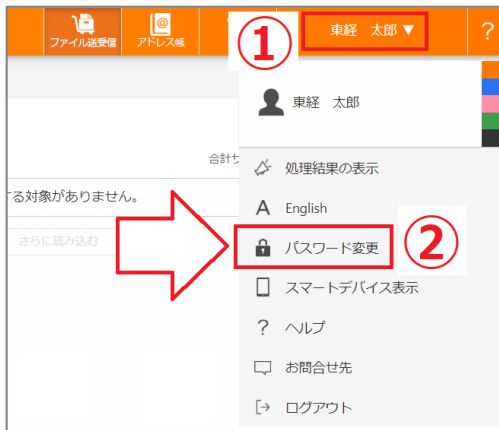 ファイル送受信
アドレス帳
①
東経 太郎▼
?
東経 太郎
合計サ
処理結果の表示
する対象がありません。
A English
さらに読み込む
パスワード変更
②
スマートデバイス表示
? ヘルプ
お問合せ先
ログアウト